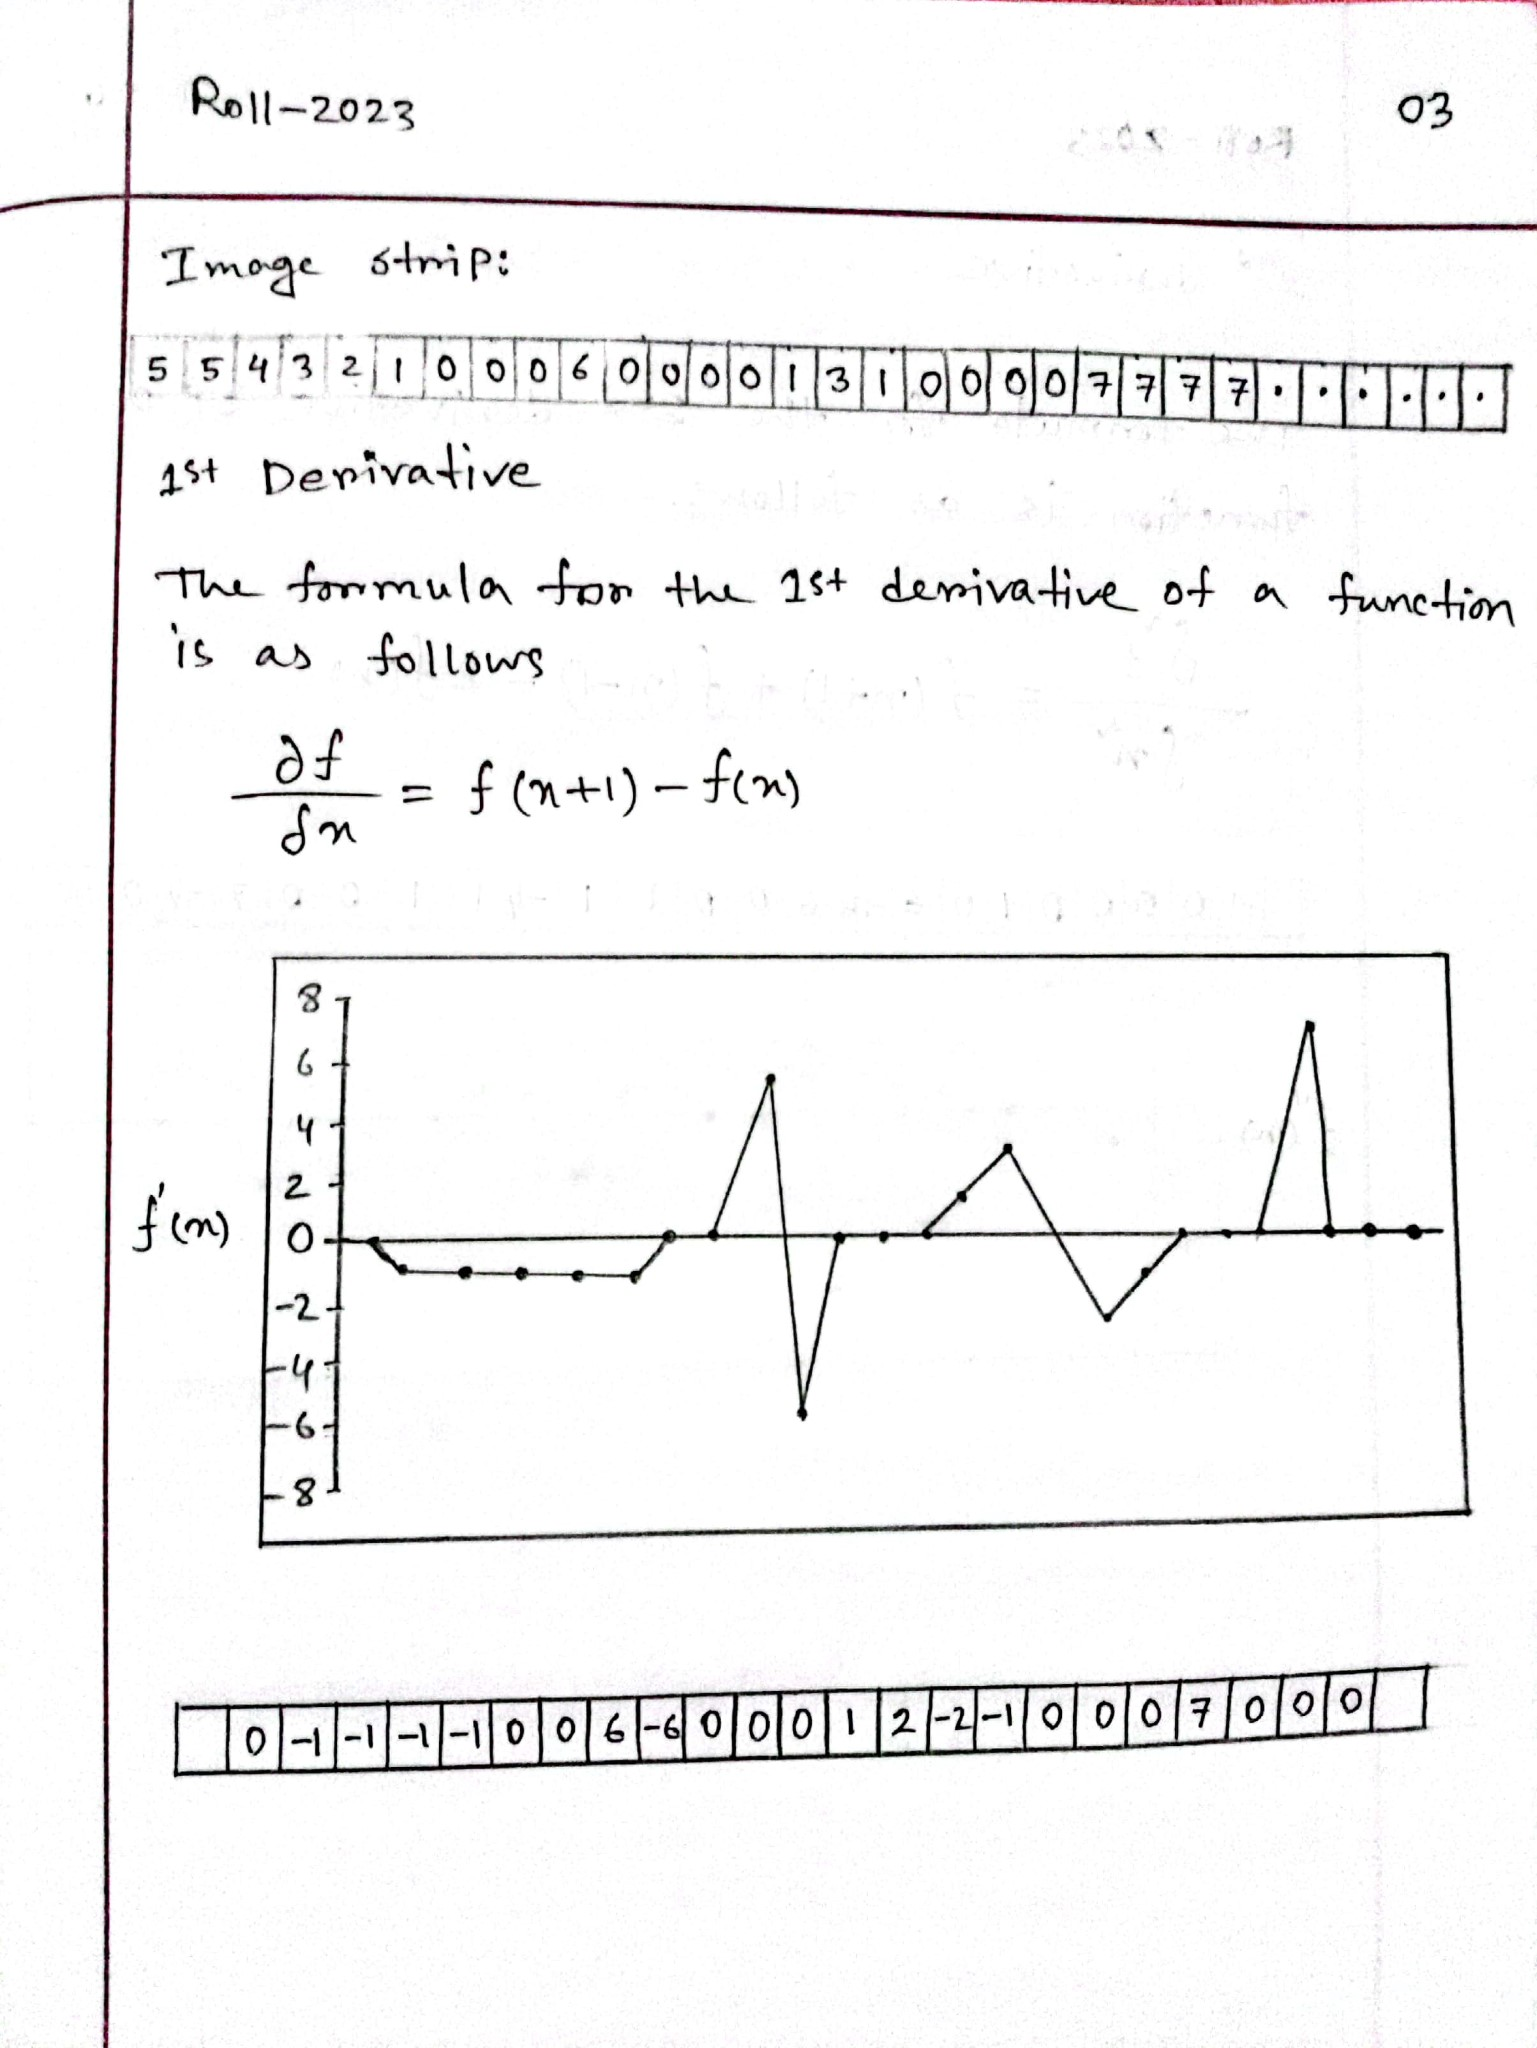 Roll-2023 03
Image strip:
5 5 4 3 2 1 0 0 0 6 0 0 0 0 1 3 1 0 0 0 0 7 7 7 7 . . . . . .
1st Derivative
The formula for the 1st derivative of a function
is as follows
∂f/δx = f(x+1) - f(x)
8
6
4
2
f'(x) 0
-2
-4
-6
-8
0 -1 -1 -1 -1 0 0 6 -6 0 0 0 1 2 -2 -1 0 0 0 7 0 0 0